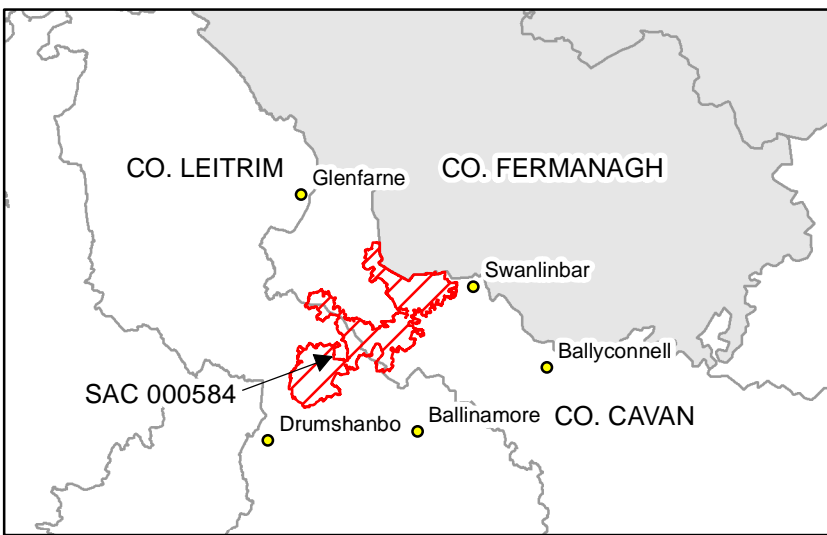 CO. LEITRIM
CO. FERMANAGH
Glenfarne
Swanlinbar
Ballyconnell
SAC 000584
Drumshanbo
Ballinamore
CO. CAVAN